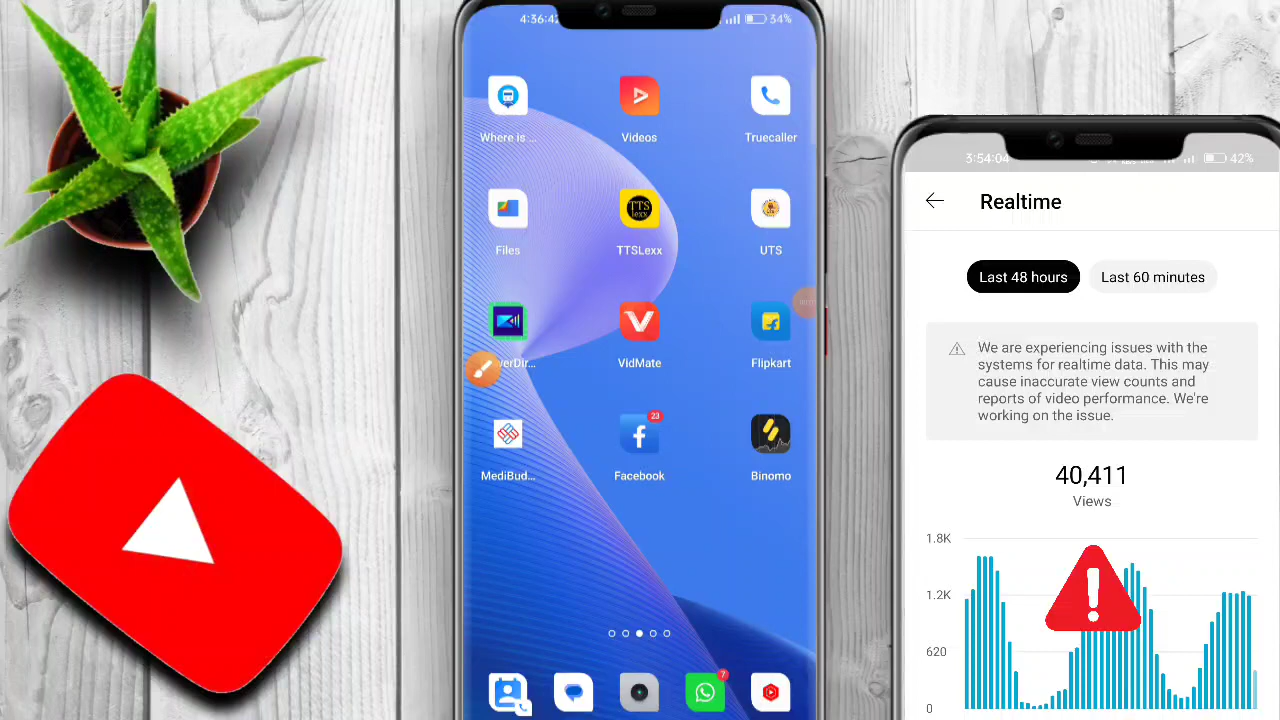 4:36:42
34%
Where is ...
Videos
Truecaller
TTS
Lexx
Files
TTSLexx
UTS
verDir...
VidMate
Flipkart
23
MediBud...
Facebook
Binomo
7
3:54:04
42%
Realtime
Last 48 hours
Last 60 minutes
We are experiencing issues with the
systems for realtime data. This may
cause inaccurate view counts and
reports of video performance. We're
working on the issue.
40,411
Views
1.8K
1.2K
620
0